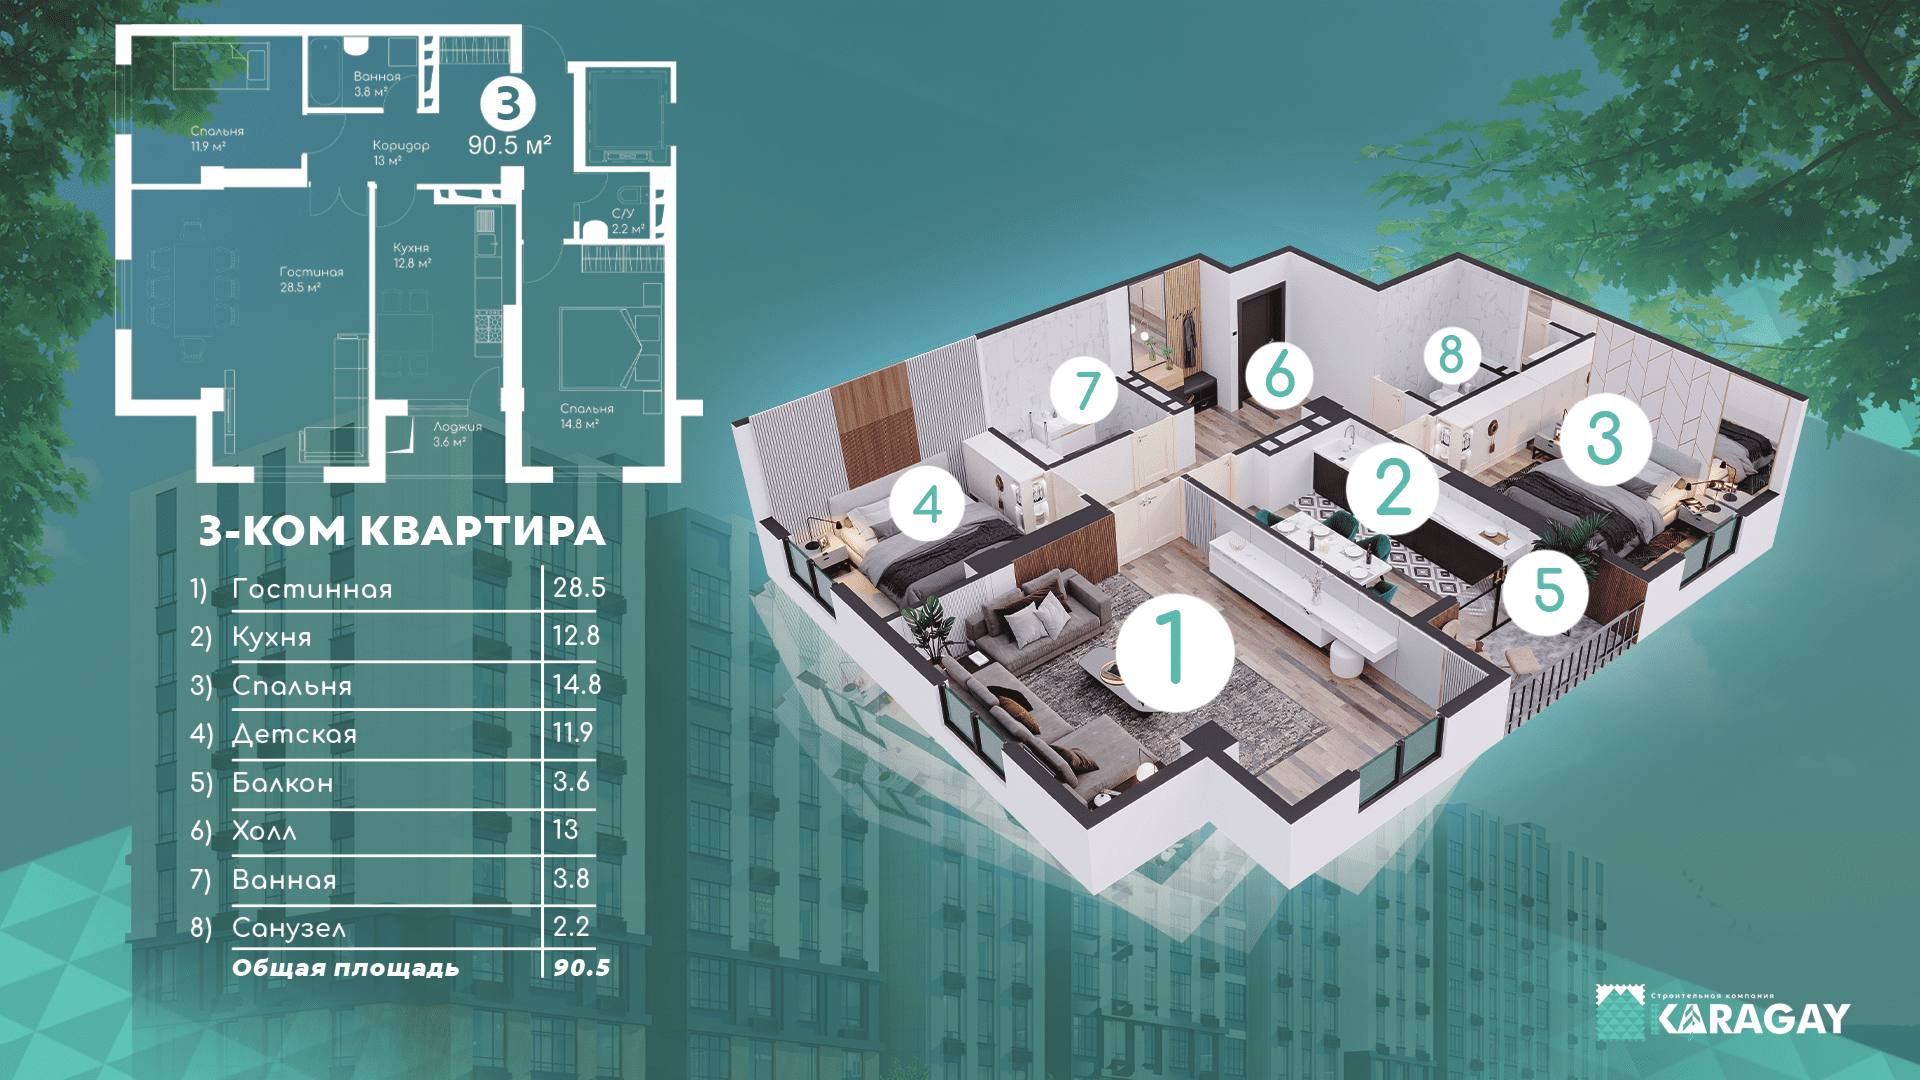 Ванная
3.8 м²
3
90.5 м²
Спальня
11.9 м²
Коридор
13 м²
С/У
2.2 м²
Кухня
12.8 м²
Гостиная
28.5 м²
Спальня
14.8 м²
Лоджия
3.6 м²
3-КОМ КВАРТИРА
1) Гостинная 28.5
2) Кухня 12.8
3) Спальня 14.8
4) Детская 11.9
5) Балкон 3.6
6) Холл 13
7) Ванная 3.8
8) Санузел 2.2
Общая площадь 90.5
7
6
8
4
2
3
5
1
Строительная компания
KARAGAY